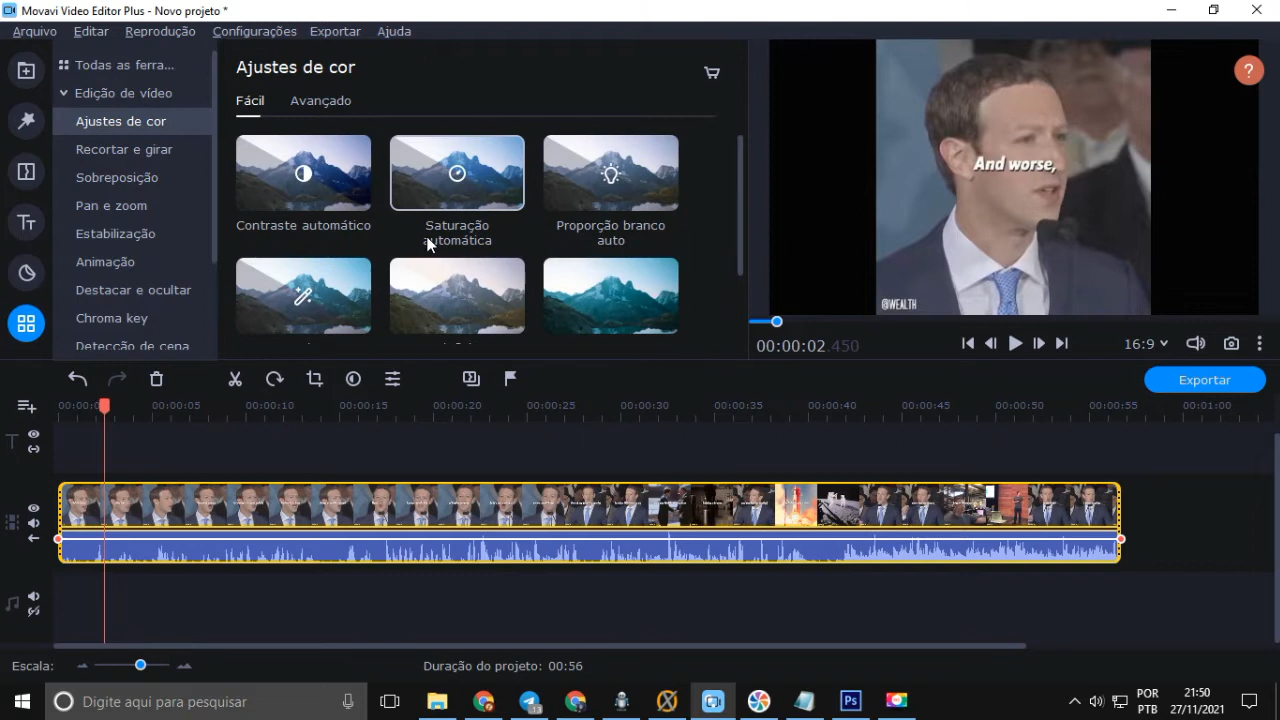 Movavi Video Editor Plus - Novo projeto *
Arquivo Editar Reprodução Configurações Exportar Ajuda
Todas as ferra...
Edição de vídeo
Ajustes de cor
Recortar e girar
Sobreposição
Pan e zoom
Estabilização
Animação
Destacar e ocultar
Chroma key
Detecção de cena
Ajustes de cor
Fácil Avançado
Contraste automático
Saturação
automática
Proporção branco
auto
And worse,
@WEALTH
?
00:00:02.450
16:9
Exportar
00:00:05 00:00:10 00:00:15 00:00:20 00:00:25 00:00:30 00:00:35 00:00:40 00:00:45 00:00:50 00:00:55 00:01:00
Escala:
Duração do projeto: 00:56
Digite aqui para pesquisar
13
Ps
POR
PTB
21:50
27/11/2021